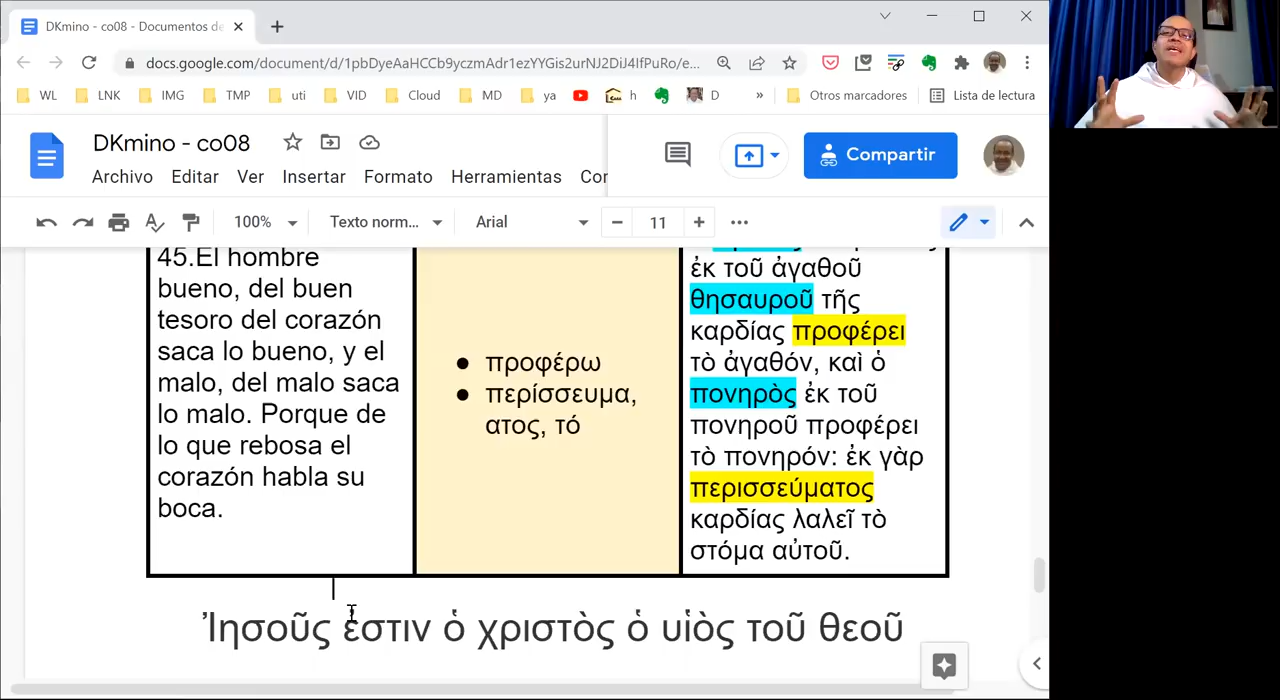 DKmino - co08 - Documentos de
docs.google.com/document/d/1pbDyeAaHCCb9yczmAdr1ezYYGis2urNJ2DiJ4IfPuRo/e...
WL LNK IMG TMP uti VID Cloud MD ya h D » Otros marcadores Lista de lectura
DKmino - co08
Compartir
Archivo Editar Ver Insertar Formato Herramientas Cor
100% Texto norm... Arial 11
45.El hombre
bueno, del buen
tesoro del corazón
saca lo bueno, y el
malo, del malo saca
lo malo. Porque de
lo que rebosa el
corazón habla su
boca.
● προφέρω
● περίσσευμα,
ατος, τό
ἐκ τοῦ ἀγαθοῦ
θησαυροῦ τῆς
καρδίας προφέρει
τὸ ἀγαθόν, καὶ ὁ
πονηρὸς ἐκ τοῦ
πονηροῦ προφέρει
τὸ πονηρόν: ἐκ γὰρ
περισσεύματος
καρδίας λαλεῖ τὸ
στόμα αὐτοῦ.
Ἰησοῦς ἐστιν ὁ χριστὸς ὁ υἱὸς τοῦ θεοῦ